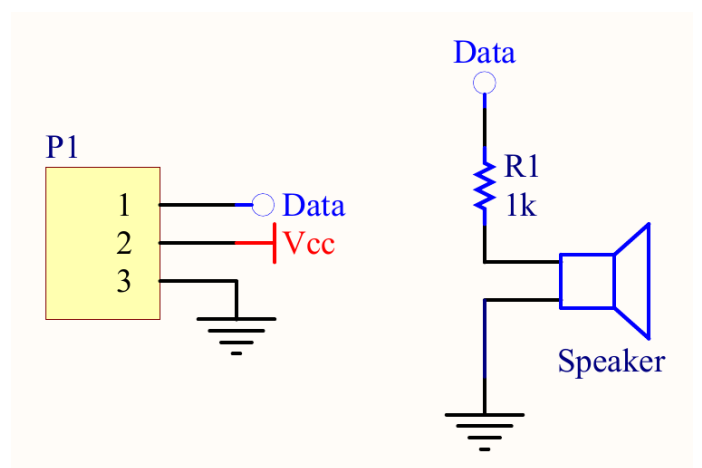 P1
1
Data
2
Vcc
3
Data
R1
1k
Speaker